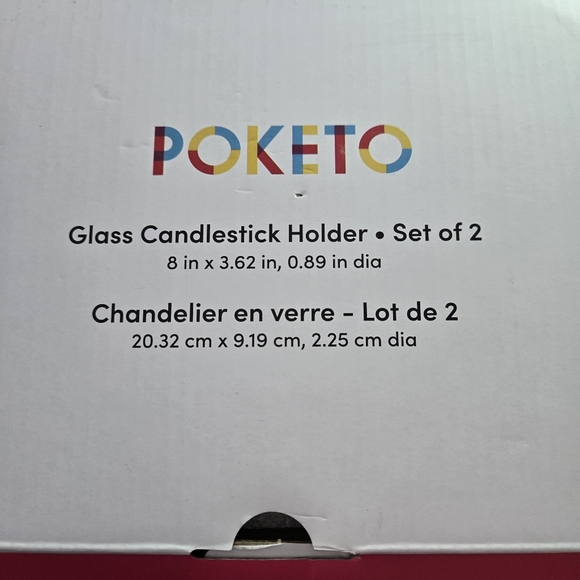 POKETO
Glass Candlestick Holder • Set of 2
8 in x 3.62 in, 0.89 in dia
Chandelier en verre - Lot de 2
20.32 cm x 9.19 cm, 2.25 cm dia